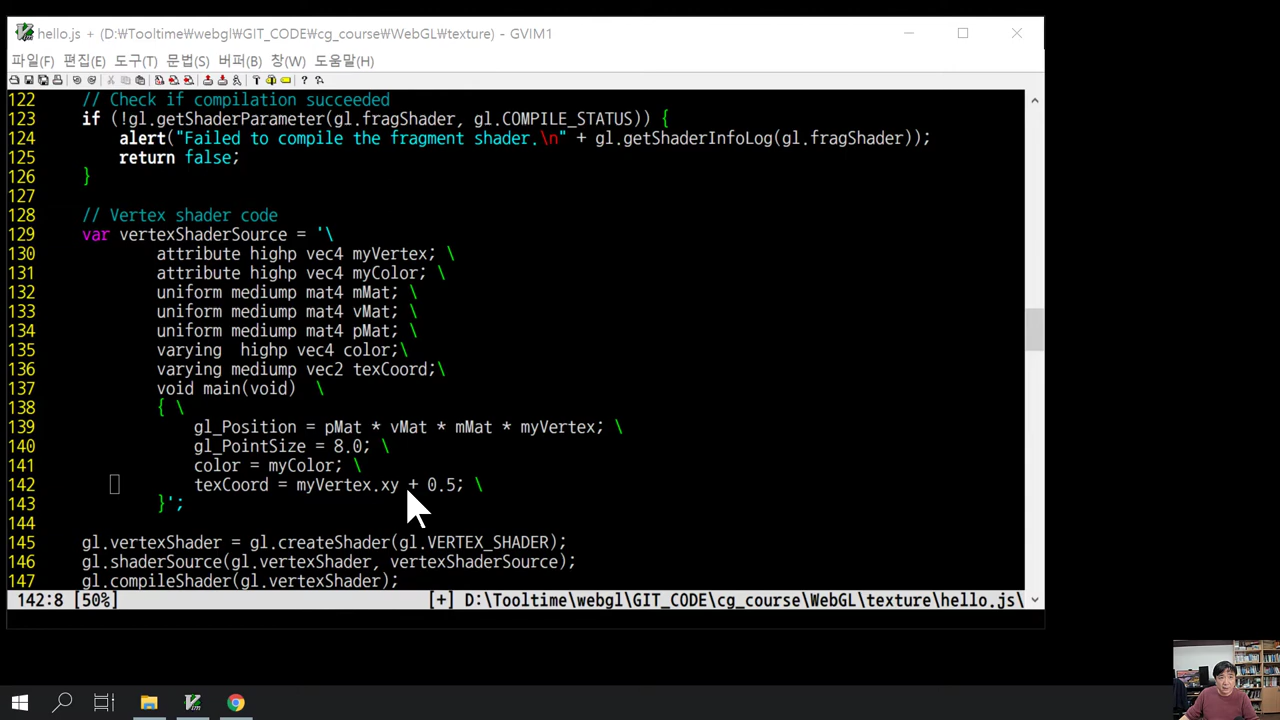 hello.js + (D:₩Tooltime₩webgl₩GIT_CODE₩cg_course₩WebGL₩texture) - GVIM1
파일(F) 편집(E) 도구(T) 문법(S) 버퍼(B) 창(W) 도움말(H)
122 // Check if compilation succeeded
123 if (!gl.getShaderParameter(gl.fragShader, gl.COMPILE_STATUS)) {
124 alert("Failed to compile the fragment shader.\n" + gl.getShaderInfoLog(gl.fragShader));
125 return false;
126 }
127
128 // Vertex shader code
129 var vertexShaderSource = '\
130 attribute highp vec4 myVertex; \
131 attribute highp vec4 myColor; \
132 uniform mediump mat4 mMat; \
133 uniform mediump mat4 vMat; \
134 uniform mediump mat4 pMat; \
135 varying  highp vec4 color;\
136 varying mediump vec2 texCoord;\
137 void main(void)  \
138 { \
139 gl_Position = pMat * vMat * mMat * myVertex; \
140 gl_PointSize = 8.0; \
141 color = myColor; \
142 texCoord = myVertex.xy + 0.5; \
143 }';
144
145 gl.vertexShader = gl.createShader(gl.VERTEX_SHADER);
146 gl.shaderSource(gl.vertexShader, vertexShaderSource);
147 gl.compileShader(gl.vertexShader);
142:8 [50%] [+] D:\Tooltime\webgl\GIT_CODE\cg_course\WebGL\texture\hello.js\